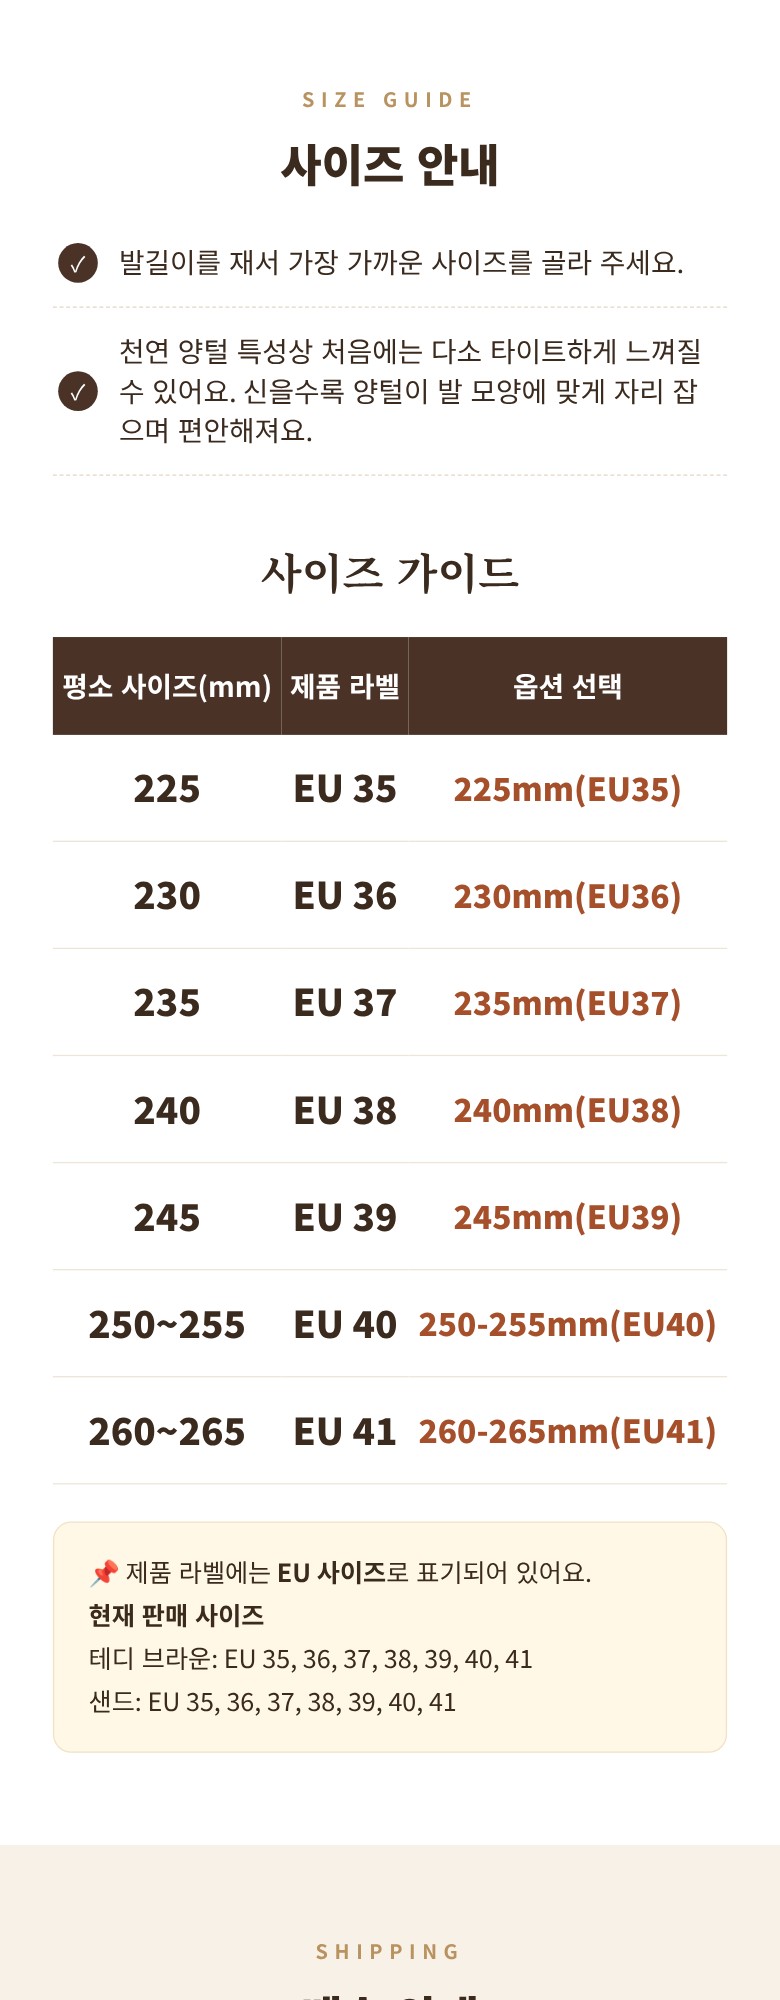 SIZE GUIDE
사이즈 안내
✓ 발길이를 재서 가장 가까운 사이즈를 골라 주세요.
✓ 천연 양털 특성상 처음에는 다소 타이트하게 느껴질
수 있어요. 신을수록 양털이 발 모양에 맞게 자리 잡
으며 편안해져요.
사이즈 가이드
평소 사이즈(mm) 제품 라벨 옵션 선택
225 EU 35 225mm(EU35)
230 EU 36 230mm(EU36)
235 EU 37 235mm(EU37)
240 EU 38 240mm(EU38)
245 EU 39 245mm(EU39)
250~255 EU 40 250-255mm(EU40)
260~265 EU 41 260-265mm(EU41)
📌 제품 라벨에는 EU 사이즈로 표기되어 있어요.
현재 판매 사이즈
테디 브라운: EU 35, 36, 37, 38, 39, 40, 41
샌드: EU 35, 36, 37, 38, 39, 40, 41
SHIPPING